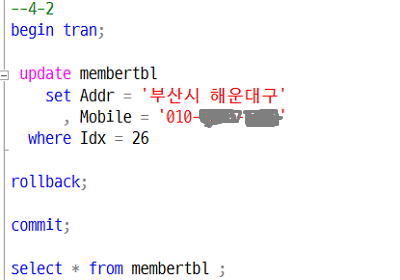 --4-2
begin tran;
update membertbl
set Addr = '부산시 해운대구'
, Mobile = '010-
where Idx = 26
rollback;
commit;
select * from membertbl ;